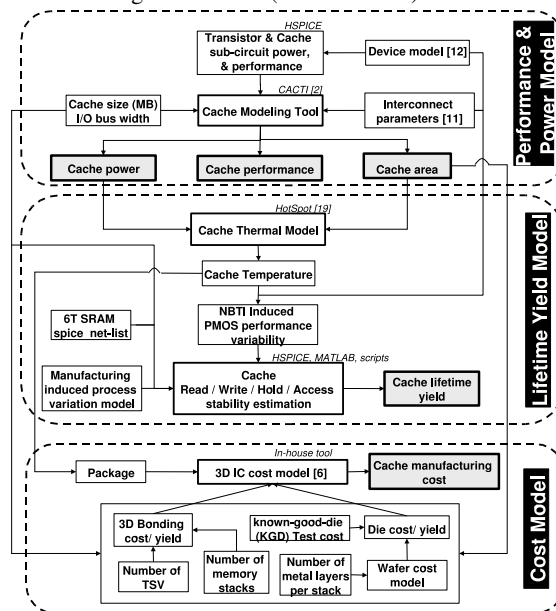 HSPICE
Transistor & Cache
sub-circuit power,
& performance
Device model [12]
CACTI [2]
Cache size (MB)
I/O bus width
Cache Modeling Tool
Interconnect
parameters [11]
Cache power
Cache performance
Cache area
Performance &
Power Model
HotSpot [19]
Cache Thermal Model
Cache Temperature
6T SRAM
spice net-list
NBTI Induced
PMOS performance
variability
HSPICE, MATLAB, scripts
Manufacturing
induced process
variation model
Cache
Read / Write / Hold / Access
stability estimation
Cache lifetime
yield
Lifetime Yield Model
In-house tool
Package
3D IC cost model [6]
Cache manufacturing
cost
3D Bonding
cost/ yield
known-good-die
(KGD) Test cost
Die cost/ yield
Number of
TSV
Number of
memory
stacks
Number of
metal layers
per stack
Wafer cost
model
Cost Model